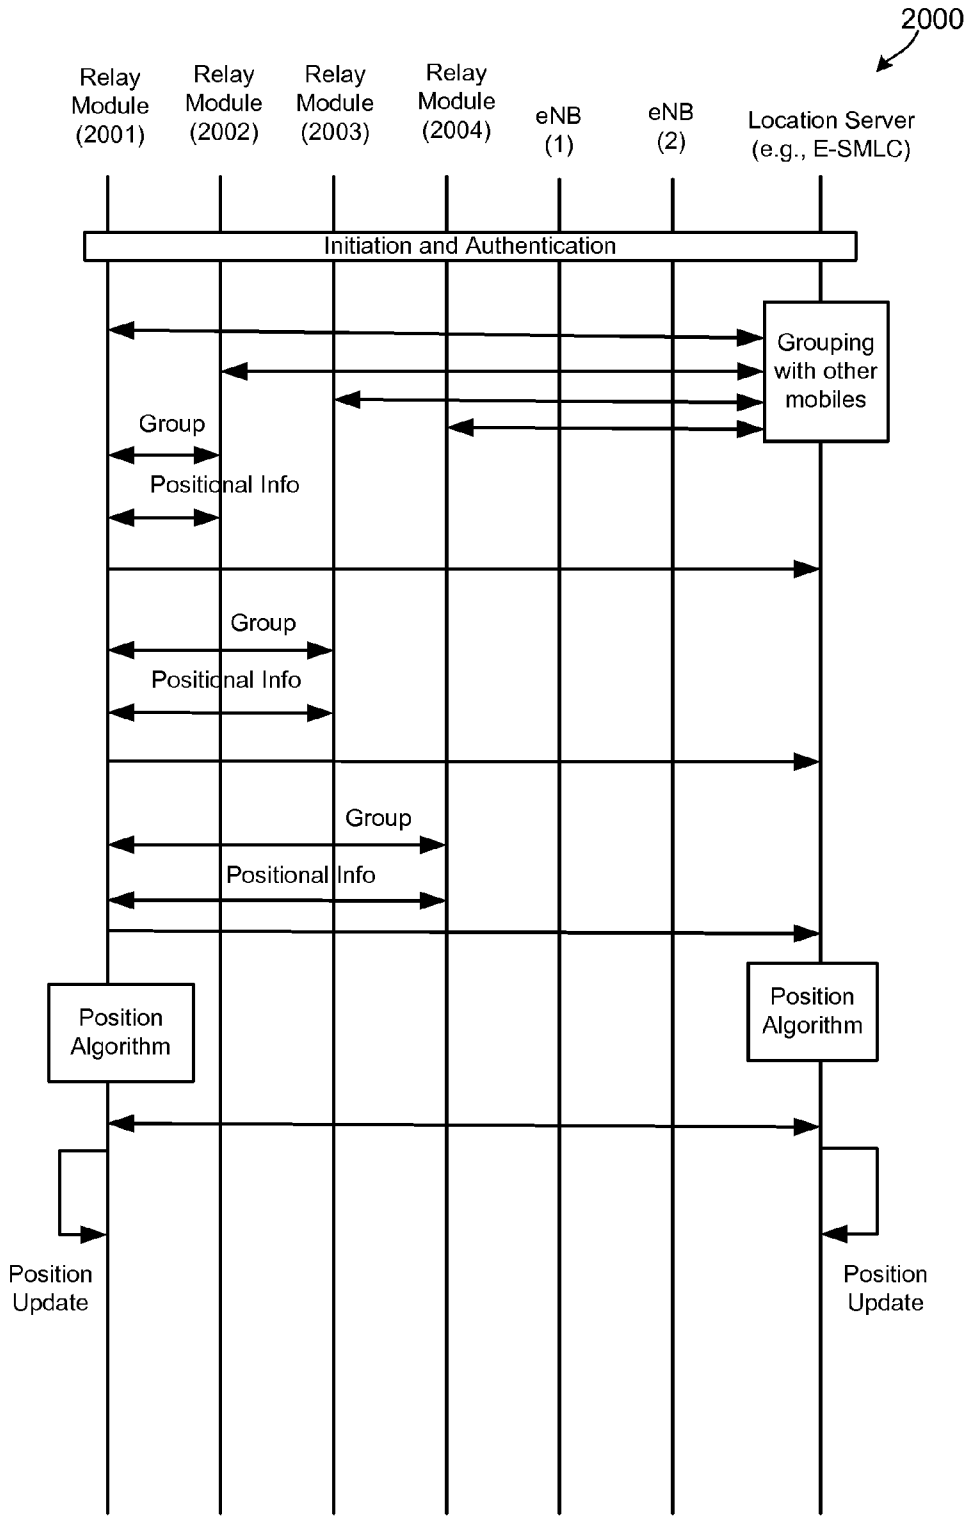 2000
Relay
Module
(2001)
Relay
Module
(2002)
Relay
Module
(2003)
Relay
Module
(2004)
eNB
(1)
eNB
(2)
Location Server
(e.g., E-SMLC)
Initiation and Authentication
Grouping
with other
mobiles
Group
Positional Info
Group
Positional Info
Group
Positional Info
Position
Algorithm
Position
Algorithm
Position
Update
Position
Update